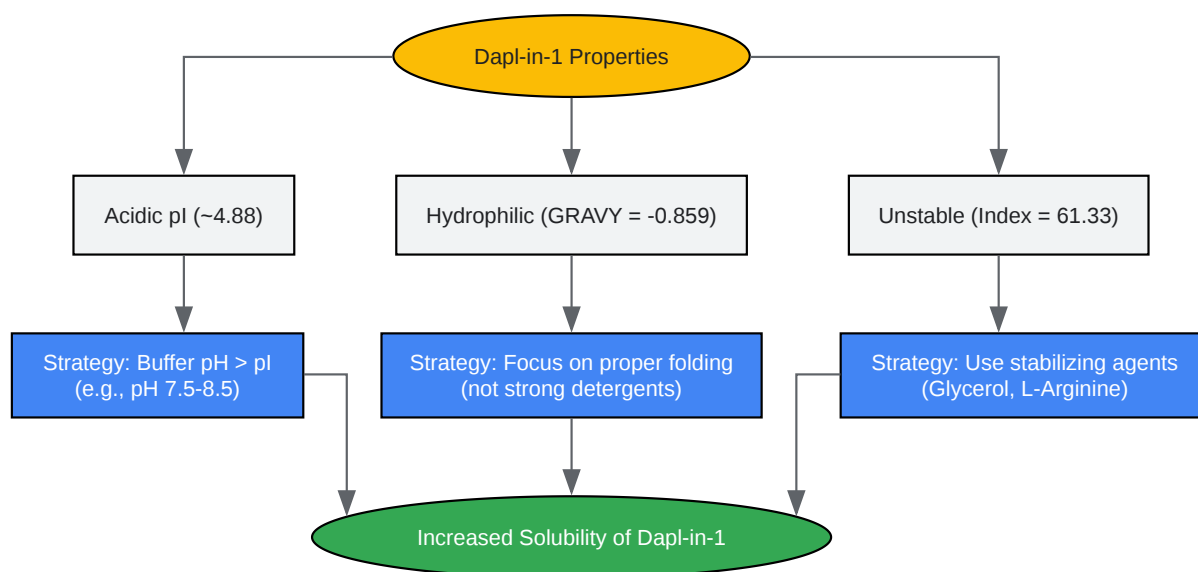 Dapl-in-1 Properties
Acidic pI (~4.88)
Hydrophilic (GRAVY = -0.859)
Unstable (Index = 61.33)
Strategy: Buffer pH > pI
(e.g., pH 7.5-8.5)
Strategy: Focus on proper folding
(not strong detergents)
Strategy: Use stabilizing agents
(Glycerol, L-Arginine)
Increased Solubility of Dapl-in-1